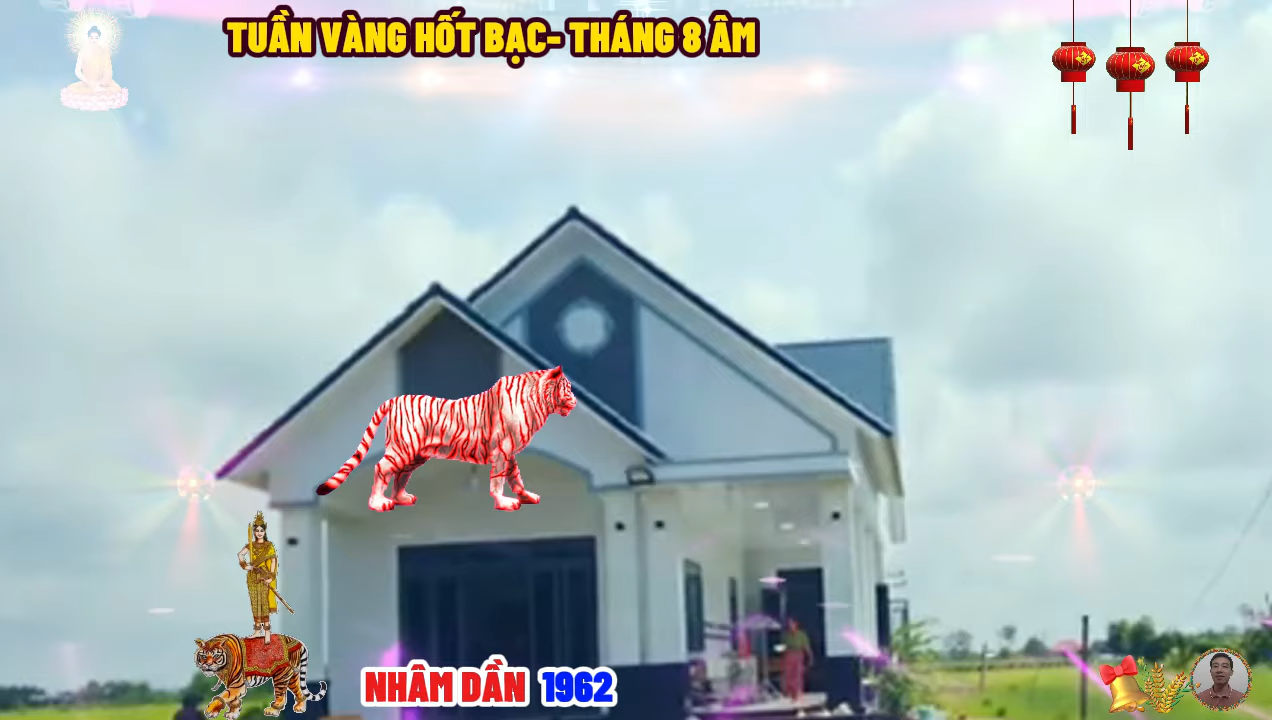 TUẦN VÀNG HỐT BẠC- THÁNG 8 ÂM
NHÂM DẦN 1962